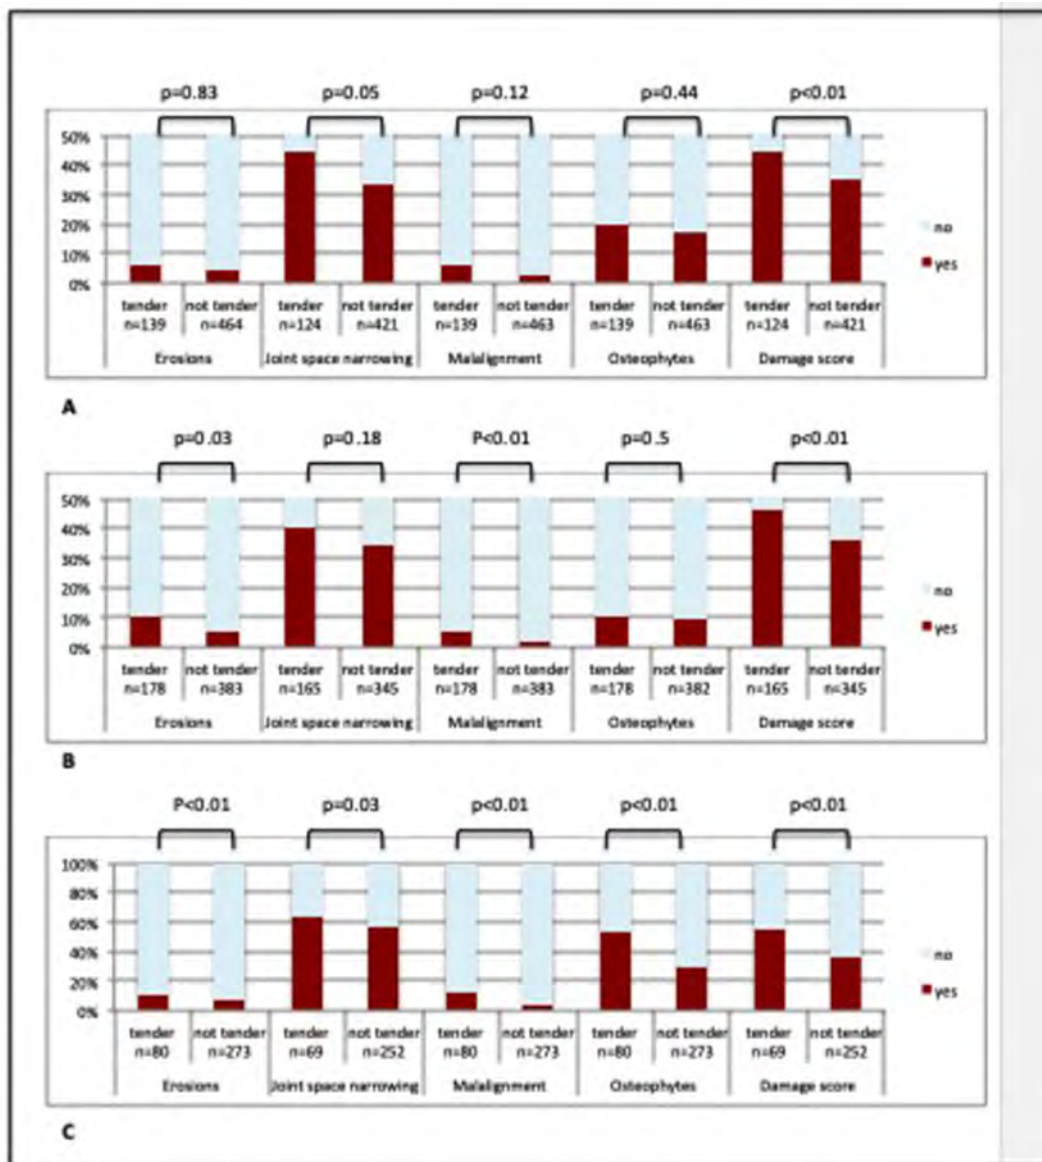 p=0.83 p=0.05 p=0.12 p=0.44 p<0.01
50%
40%
30%
20%
10%
0%
no
yes
tender not tender tender not tender tender not tender tender not tender tender not tender
n=139 n=464 n=124 n=421 n=139 n=463 n=139 n=463 n=124 n=421
Erosions Joint space narrowing Malalignment Osteophytes Damage score
A
p=0.03 p=0.18 P<0.01 p=0.5 p<0.01
50%
40%
30%
20%
10%
0%
no
yes
tender not tender tender not tender tender not tender tender not tender tender not tender
n=178 n=383 n=165 n=345 n=178 n=383 n=178 n=382 n=165 n=345
Erosions Joint space narrowing Malalignment Osteophytes Damage score
B
P<0.01 p=0.03 p<0.01 p<0.01 p<0.01
100%
80%
60%
40%
20%
0%
no
yes
tender not tender tender not tender tender not tender tender not tender tender not tender
n=80 n=273 n=69 n=252 n=80 n=273 n=80 n=273 n=69 n=252
Erosions Joint space narrowing Malalignment Osteophytes Damage score
C